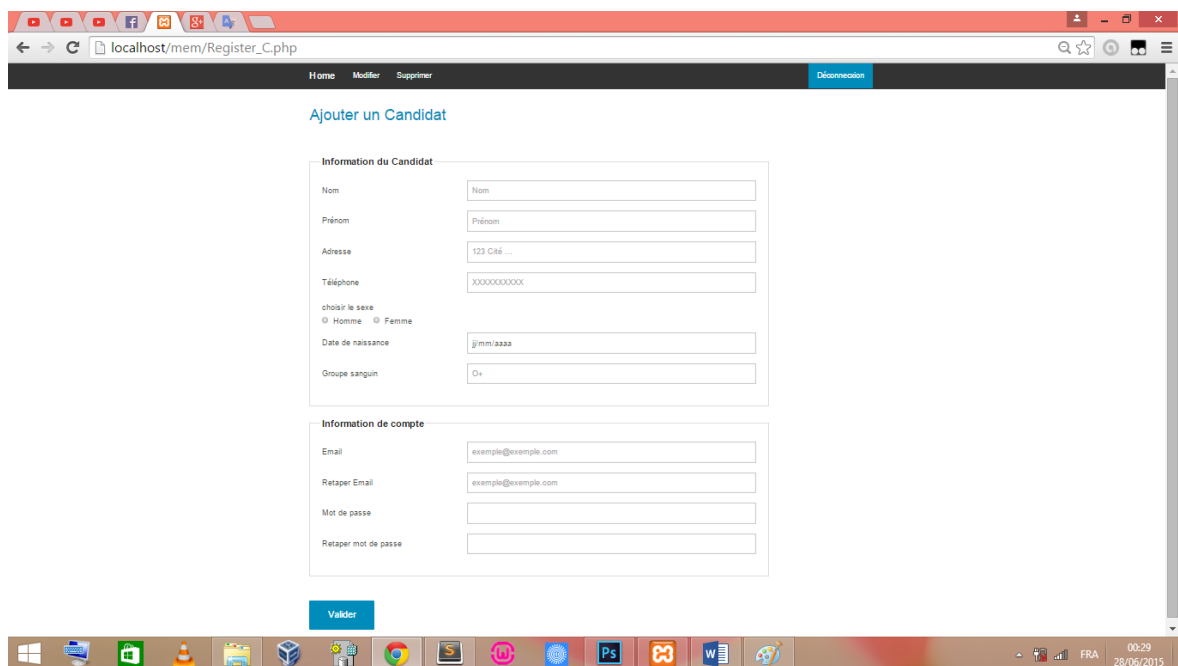 localhost/mem/Register_C.php
Home Modifier Supprimer Déconnexion
Ajouter un Candidat
Information du Candidat
Nom Nom
Prénom Prénom
Adresse 123 Cité ...
Téléphone XXXXXXXXXX
choisir le sexe
Homme Femme
Date de naissance jj/mm/aaaa
Groupe sanguin O+
Information de compte
Email exemple@exemple.com
Retaper Email exemple@exemple.com
Mot de passe
Retaper mot de passe
Valider
FRA 00:29
28/06/2015